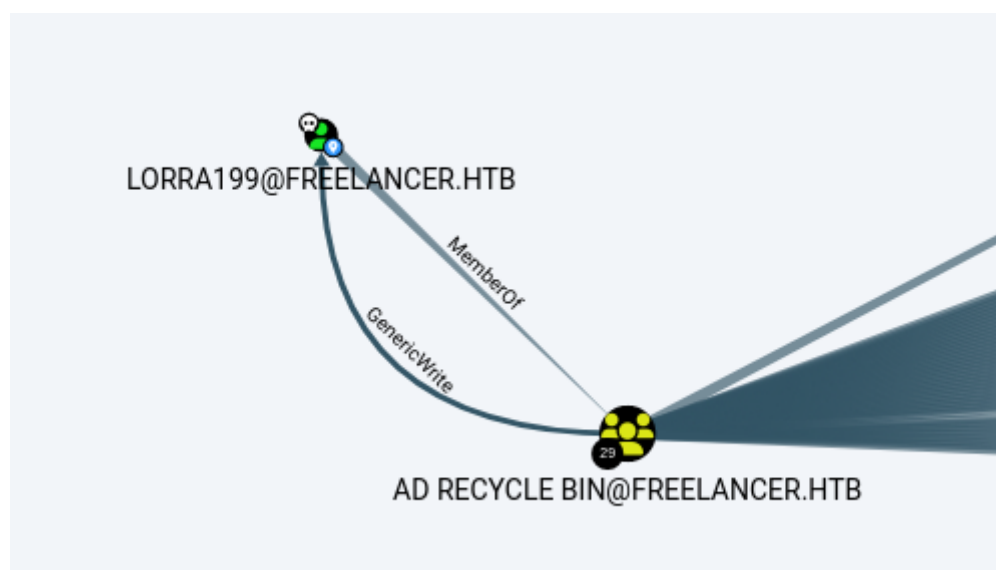 LORRA199@FREELANCER.HTB
MemberOf
GenericWrite
29
AD RECYCLE BIN@FREELANCER.HTB